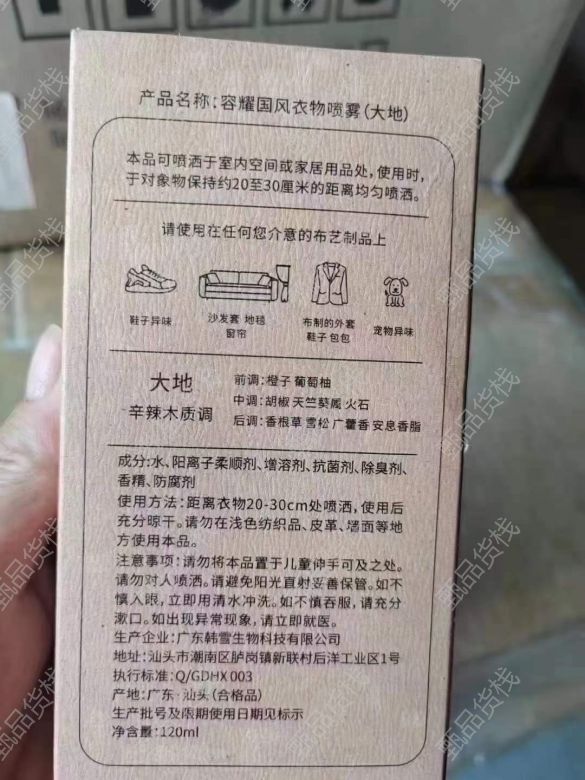 产品名称：容耀国风衣物喷雾(大地)
本品可喷洒于室内空间或家居用品处，使用时，
于对象物保持约20至30厘米的距离均匀喷洒。
请使用在任何您介意的布艺制品上
鞋子异味
沙发套 地毯
窗帘
布制的外套
鞋子 包包
宠物异味
大地
辛辣木质调
前调：橙子 葡萄柚
中调：胡椒 天竺葵 火石
后调：香根草 雪松 广藿香 安息香脂
成分：水、阳离子柔顺剂、增溶剂、抗菌剂、除臭剂、
香精、防腐剂
使用方法：距离衣物20-30cm处喷洒，使用后
充分晾干。请勿在浅色纺织品、皮革、墙面等地
方使用本品。
注意事项：请勿将本品置于儿童伸手可及之处。
请勿对人喷洒。请避免阳光直射妥善保管。如不
慎入眼，立即用清水冲洗。如不慎吞服，请充分
漱口。如出现异常现象，请立即就医。
生产企业：广东韩雪生物科技有限公司
地址：汕头市潮南区胪岗镇新联村后洋工业区1号
执行标准：Q/GDHX 003
产地：广东·汕头(合格品)
生产批号及限期使用日期见标示
净含量：120ml
甄品货栈